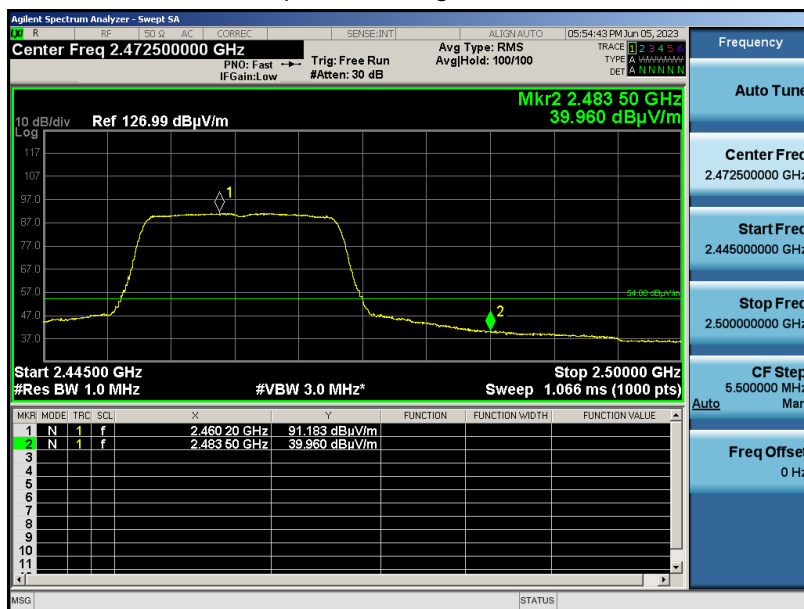 Agilent Spectrum Analyzer - Swept SA
LXI R RF 50 Ω AC CORREC SENSE:INT ALIGN AUTO 05:54:43 PM Jun 05, 2023
Center Freq 2.472500000 GHz
PNO: Fast
IFGain:Low
Trig: Free Run
#Atten: 30 dB
Avg Type: RMS
Avg|Hold: 100/100
TRACE 1 2 3 4 5 6
TYPE A WWWWW
DET A N N N N N
Mkr2 2.483 50 GHz
39.960 dBµV/m
10 dB/div Ref 126.99 dBµV/m
Log
117
107
97.0
87.0
77.0
67.0
57.0
47.0
37.0
1
2
54.00 dBµV/m
Start 2.44500 GHz Stop 2.50000 GHz
#Res BW 1.0 MHz #VBW 3.0 MHz* Sweep 1.066 ms (1000 pts)
MKR MODE TRC SCL X Y FUNCTION FUNCTION WIDTH FUNCTION VALUE
1 N 1 f 2.460 20 GHz 91.183 dBµV/m
2 N 1 f 2.483 50 GHz 39.960 dBµV/m
3
4
5
6
7
8
9
10
11
MSG STATUS
Frequency
Auto Tune
Center Freq
2.472500000 GHz
Start Freq
2.445000000 GHz
Stop Freq
2.500000000 GHz
CF Step
5.500000 MHz
Auto Man
Freq Offset
0 Hz